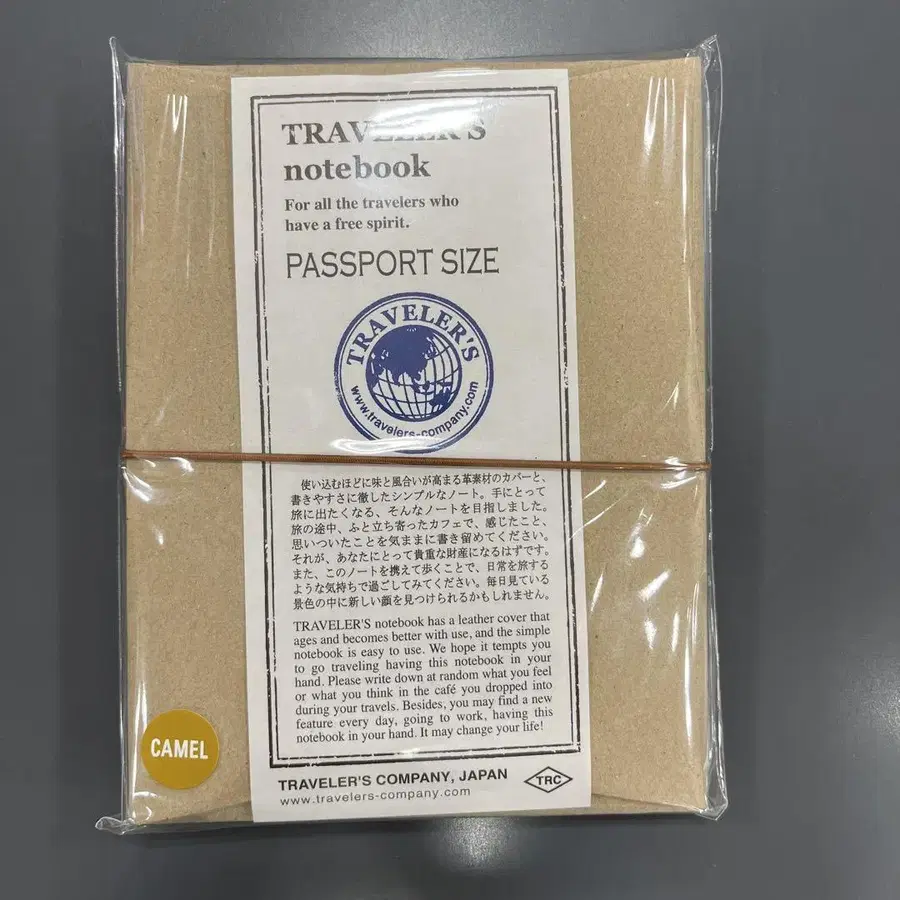 TRAVELER'S
notebook
For all the travelers who
have a free spirit.
PASSPORT SIZE
TRAVELER'S
www.travelers-company.com
使い込むほどに味と風合いが高まる革素材のカバーと、
書きやすさに徹したシンプルなノート。手にとって
旅に出たくなる、そんなノートを目指しました。
旅の途中、ふと立ち寄ったカフェで、感じたこと、
思いついたことを気ままに書き留めてください。
それが、あなたにとって貴重な財産になるはずです。
また、このノートを携えて歩くことで、日常を旅する
ような気持ちで過ごしてみてください。毎日見ている
景色の中に新しい顔を見つけられるかもしれません。
TRAVELER'S notebook has a leather cover that
ages and becomes better with use, and the simple
notebook is easy to use. We hope it tempts you
to go traveling having this notebook in your
hand. Please write down at random what you feel
or what you think in the café you dropped into
during your travels. Besides, you may find a new
feature every day, going to work, having this
notebook in your hand. It may change your life!
CAMEL
TRAVELER'S COMPANY, JAPAN
www.travelers-company.com
TRC